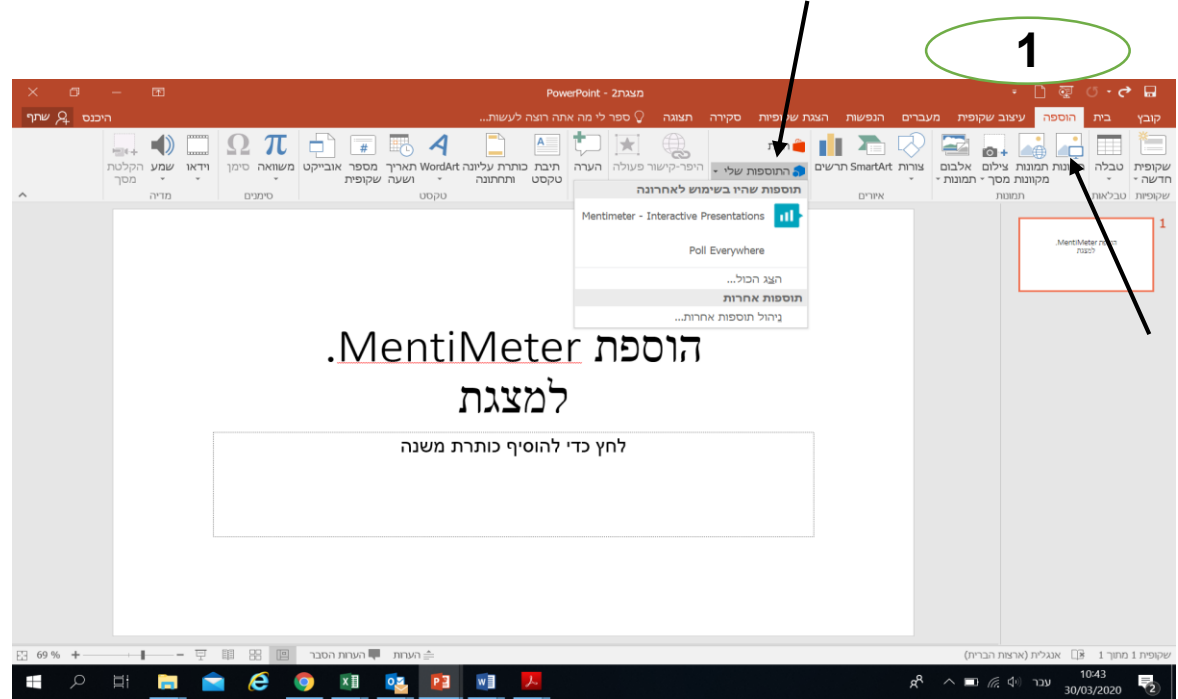 1
מצגת2 - PowerPoint
קובץ בית הוספה עיצוב שקופית מעברים הנפשות הצגת שקופיות סקירה תצוגה ספר לי מה אתה רוצה לעשות...
היכנס שתף
שקופית חדשה
טבלה
תמונות
תמונות מקוונות
צילום מסך
אלבום תמונות
צורות
SmartArt
תרשים
התוספות שלי
היפר-קישור
פעולה
הערה
תיבת טקסט
כותרת עליונה ותחתונה
WordArt
תאריך ושעה
מספר שקופית
אובייקט
משוואה
סימן
וידאו
שמע
הקלטת מסך
שקופיות
טבלאות
תמונות
איורים
טקסט
סימנים
מדיה
תוספות שהיו בשימוש לאחרונה
Mentimeter - Interactive Presentations
Poll Everywhere
הצג הכול...
תוספות אחרות
ניהול תוספות אחרות...
1
הוספת MentiMeter.
למצגת
הוספת MentiMeter.
למצגת
לחץ כדי להוסיף כותרת משנה
שקופית 1 מתוך 1 אנגלית (ארצות הברית)
הערות הערות הסבר
69 %
עבר 10:43
30/03/2020
2